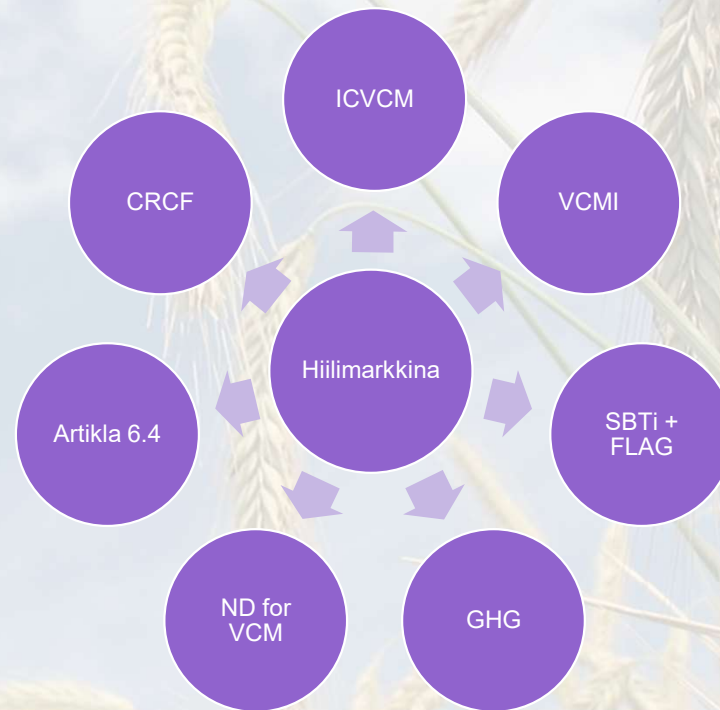 ICVCM
CRCF
VCMI
Hiilimarkkina
Artikla 6.4
SBTi +
FLAG
ND for
VCM
GHG